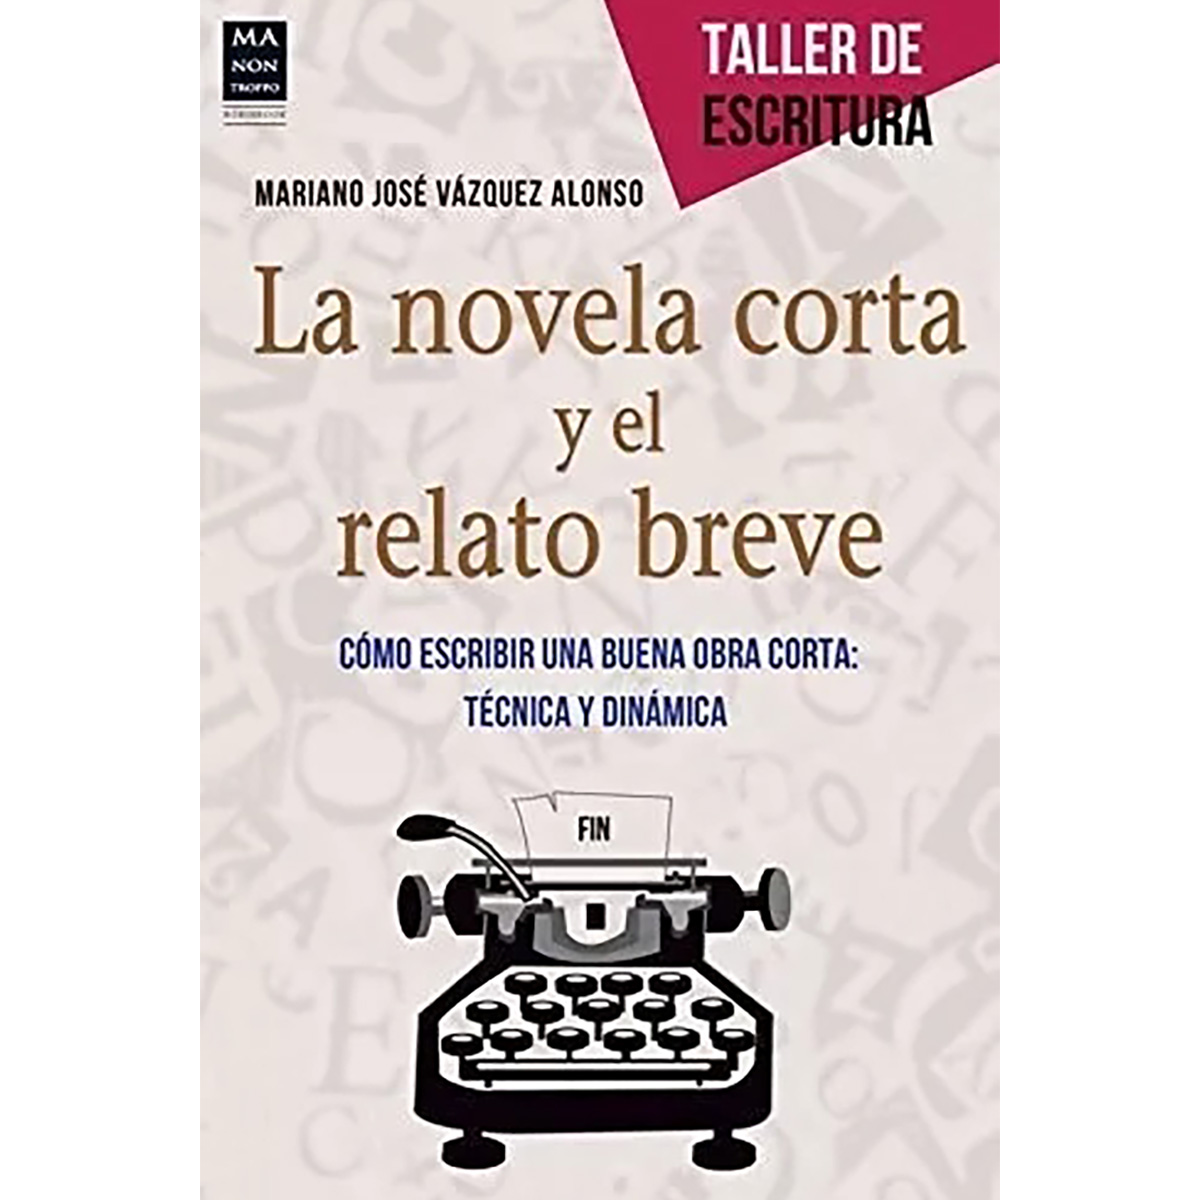 MA
NON
TROPPO
TALLER DE
ESCRITURA
MARIANO JOSÉ VÁZQUEZ ALONSO
La novela corta
y el
relato breve
CÓMO ESCRIBIR UNA BUENA OBRA CORTA:
TÉCNICA Y DINÁMICA
FIN